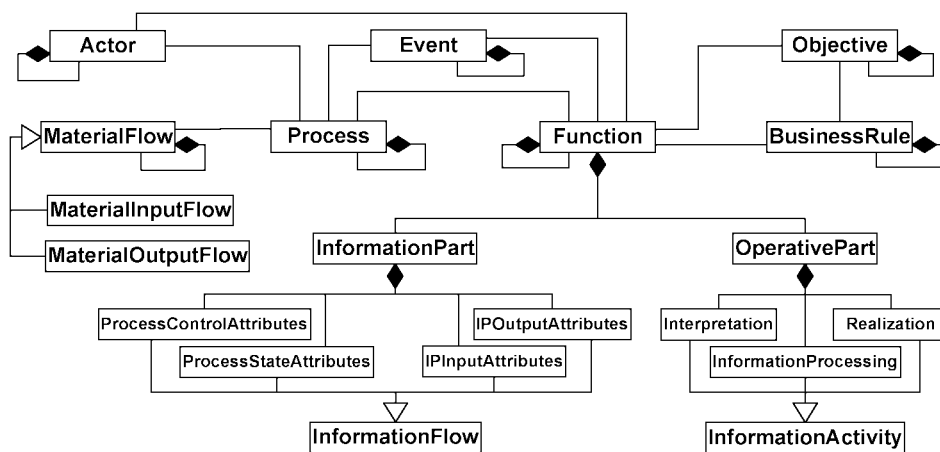 Actor
Event
Objective
MaterialFlow
Process
Function
BusinessRule
MaterialInputFlow
MaterialOutputFlow
InformationPart
OperativePart
ProcessControlAttributes
IPOutputAttributes
Interpretation
Realization
ProcessStateAttributes
IPInputAttributes
InformationProcessing
InformationFlow
InformationActivity